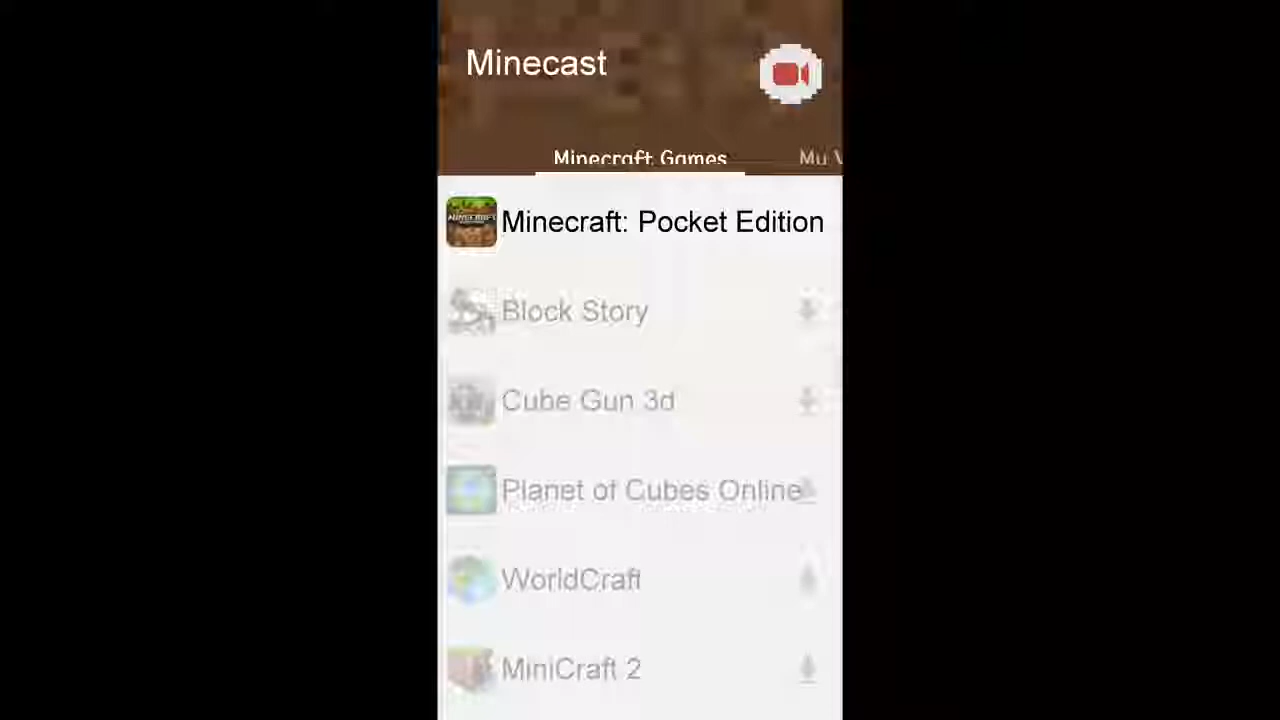 Minecast
Minecraft Games
Minecraft: Pocket Edition
Block Story
Cube Gun 3d
Planet of Cubes Online
WorldCraft
MiniCraft 2